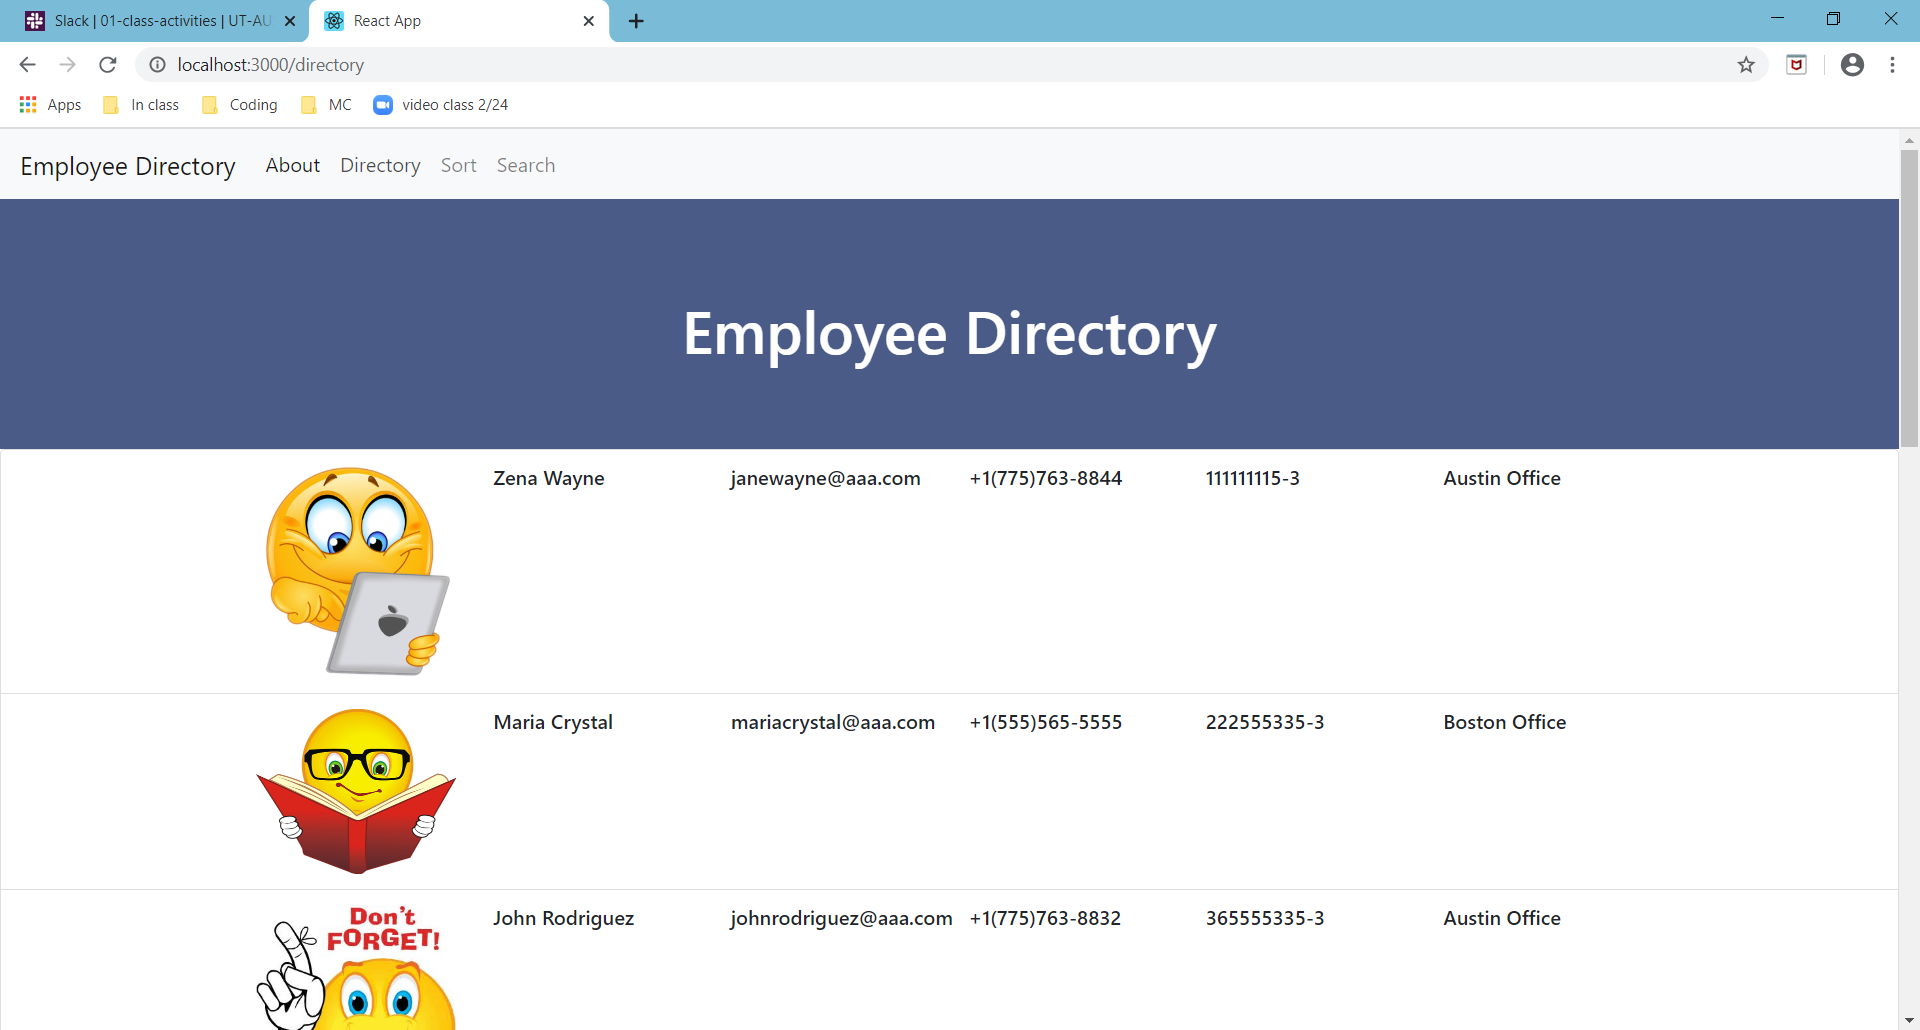 Slack | 01-class-activities | UT-AU
React App
localhost:3000/directory
Apps In class Coding MC video class 2/24
Employee Directory About Directory Sort Search
Employee Directory
Zena Wayne janewayne@aaa.com +1(775)763-8844 111111115-3 Austin Office
Maria Crystal mariacrystal@aaa.com +1(555)565-5555 222555335-3 Boston Office
Don't
FORGET!
John Rodriguez johnrodriguez@aaa.com +1(775)763-8832 365555335-3 Austin Office